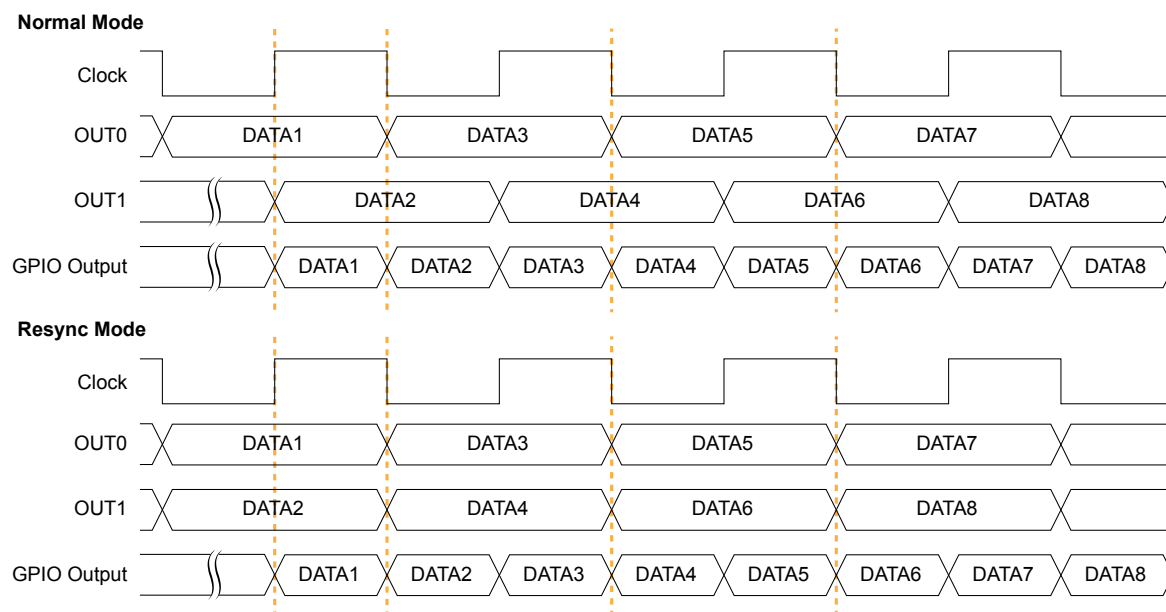 Normal Mode
Clock
OUT0 DATA1 DATA3 DATA5 DATA7
OUT1 DATA2 DATA4 DATA6 DATA8
GPIO Output DATA1 DATA2 DATA3 DATA4 DATA5 DATA6 DATA7 DATA8
Resync Mode
Clock
OUT0 DATA1 DATA3 DATA5 DATA7
OUT1 DATA2 DATA4 DATA6 DATA8
GPIO Output DATA1 DATA2 DATA3 DATA4 DATA5 DATA6 DATA7 DATA8